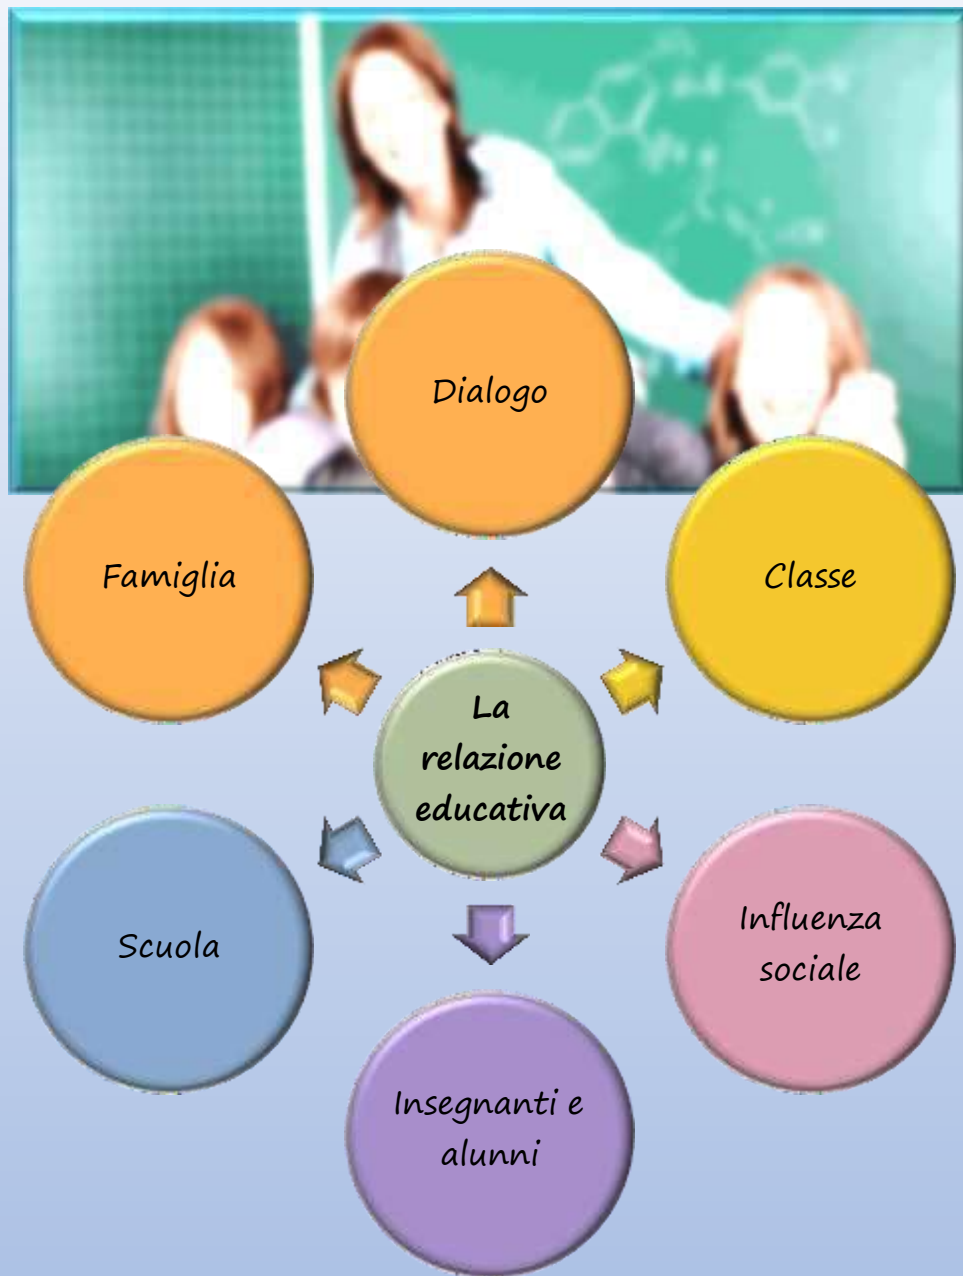 Dialogo
Famiglia
Classe
La
relazione
educativa
Scuola
Influenza
sociale
Insegnanti e
alunni